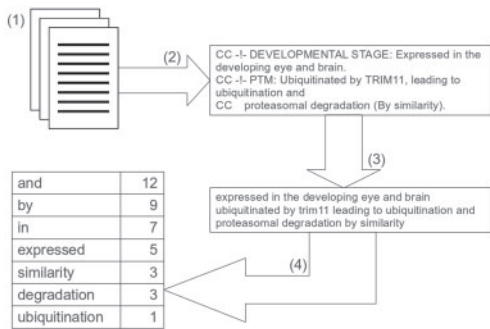 (1)
(2)
CC -!- DEVELOPMENTAL STAGE: Expressed in the
developing eye and brain.
CC -!- PTM: Ubiquitinated by TRIM11, leading to
ubiquitination and
CC proteasomal degradation (By similarity).
(3)
expressed in the developing eye and brain
ubiquitinated by trim11 leading to ubiquitination and
proteasomal degradation by similarity
(4)
and 12
by 9
in 7
expressed 5
similarity 3
degradation 3
ubiquitination 1